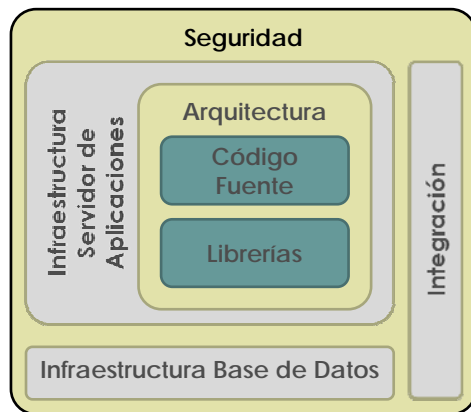 Seguridad
Infraestructura
Servidor de
Aplicaciones
Arquitectura
Código
Fuente
Librerías
Integración
Infraestructura Base de Datos